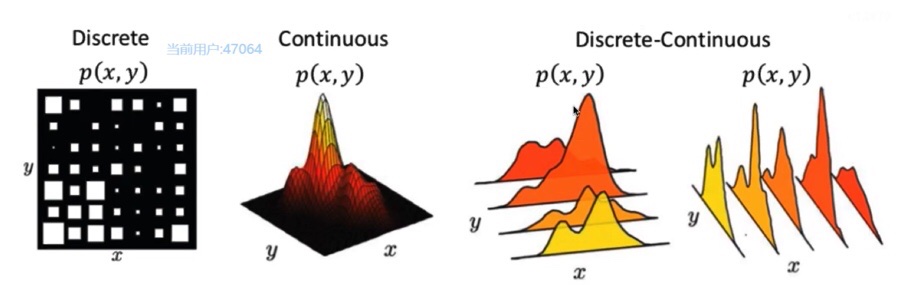 Discrete
当前用户:47064
Continuous
Discrete-Continuous
p(x, y)
p(x, y)
p(x, y)
p(x, y)
y
x
y
x
y
x
y
x